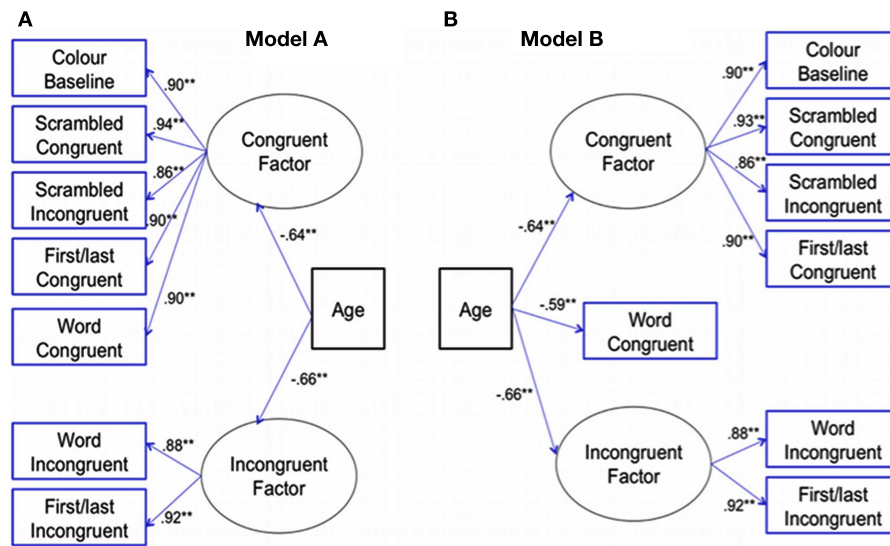 A
Model A
Colour
Baseline
Scrambled
Congruent
Scrambled
Incongruent
First/last
Congruent
Word
Congruent
Word
Incongruent
First/last
Incongruent
.90**
.94**
.86**
.90**
.90**
.88**
.92**
Congruent
Factor
-.64**
Age
-.66**
Incongruent
Factor
B
Model B
Congruent
Factor
-.64**
Age
-.59**
Word
Congruent
-.66**
Incongruent
Factor
.90**
.93**
.86**
.90**
.88**
.92**
Colour
Baseline
Scrambled
Congruent
Scrambled
Incongruent
First/last
Congruent
Word
Incongruent
First/last
Incongruent